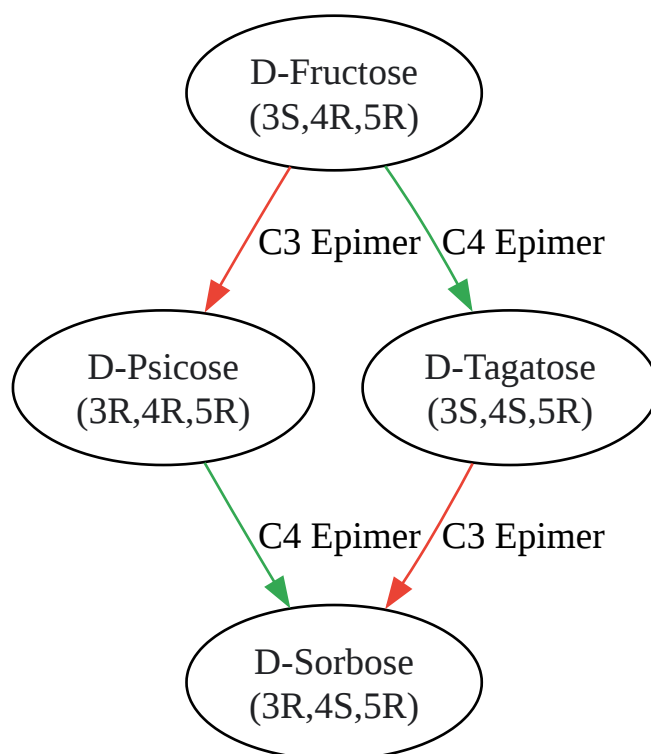 D-Fructose
(3S,4R,5R)
C3 Epimer
C4 Epimer
D-Psicose
(3R,4R,5R)
D-Tagatose
(3S,4S,5R)
C4 Epimer
C3 Epimer
D-Sorbose
(3R,4S,5R)